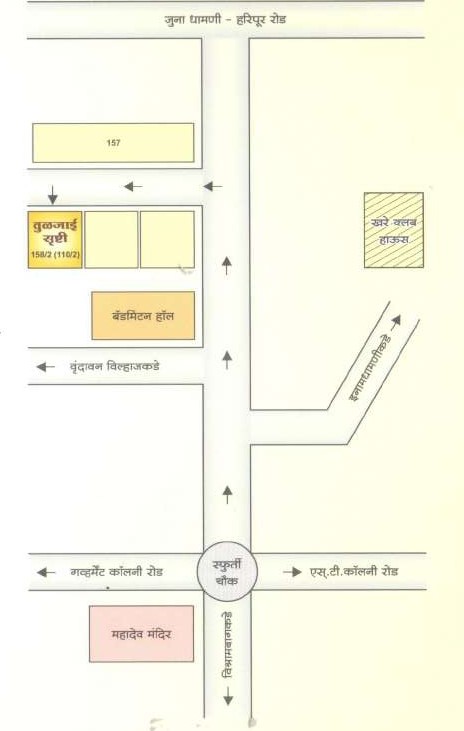 जुना धामणी - हरिपूर रोड
157
तुळजाई
सृष्टी
158/2 (110/2)
खरे क्लब
हाऊस
बॅडमिटन हॉल
वृंदावन विल्हाजकडे
इनामधामणीकडे
स्फुर्ती
चौक
गव्हर्मेंट कॉलनी रोड
एस्.टी.कॉलनी रोड
महादेव मंदिर
विश्रामबागकडे